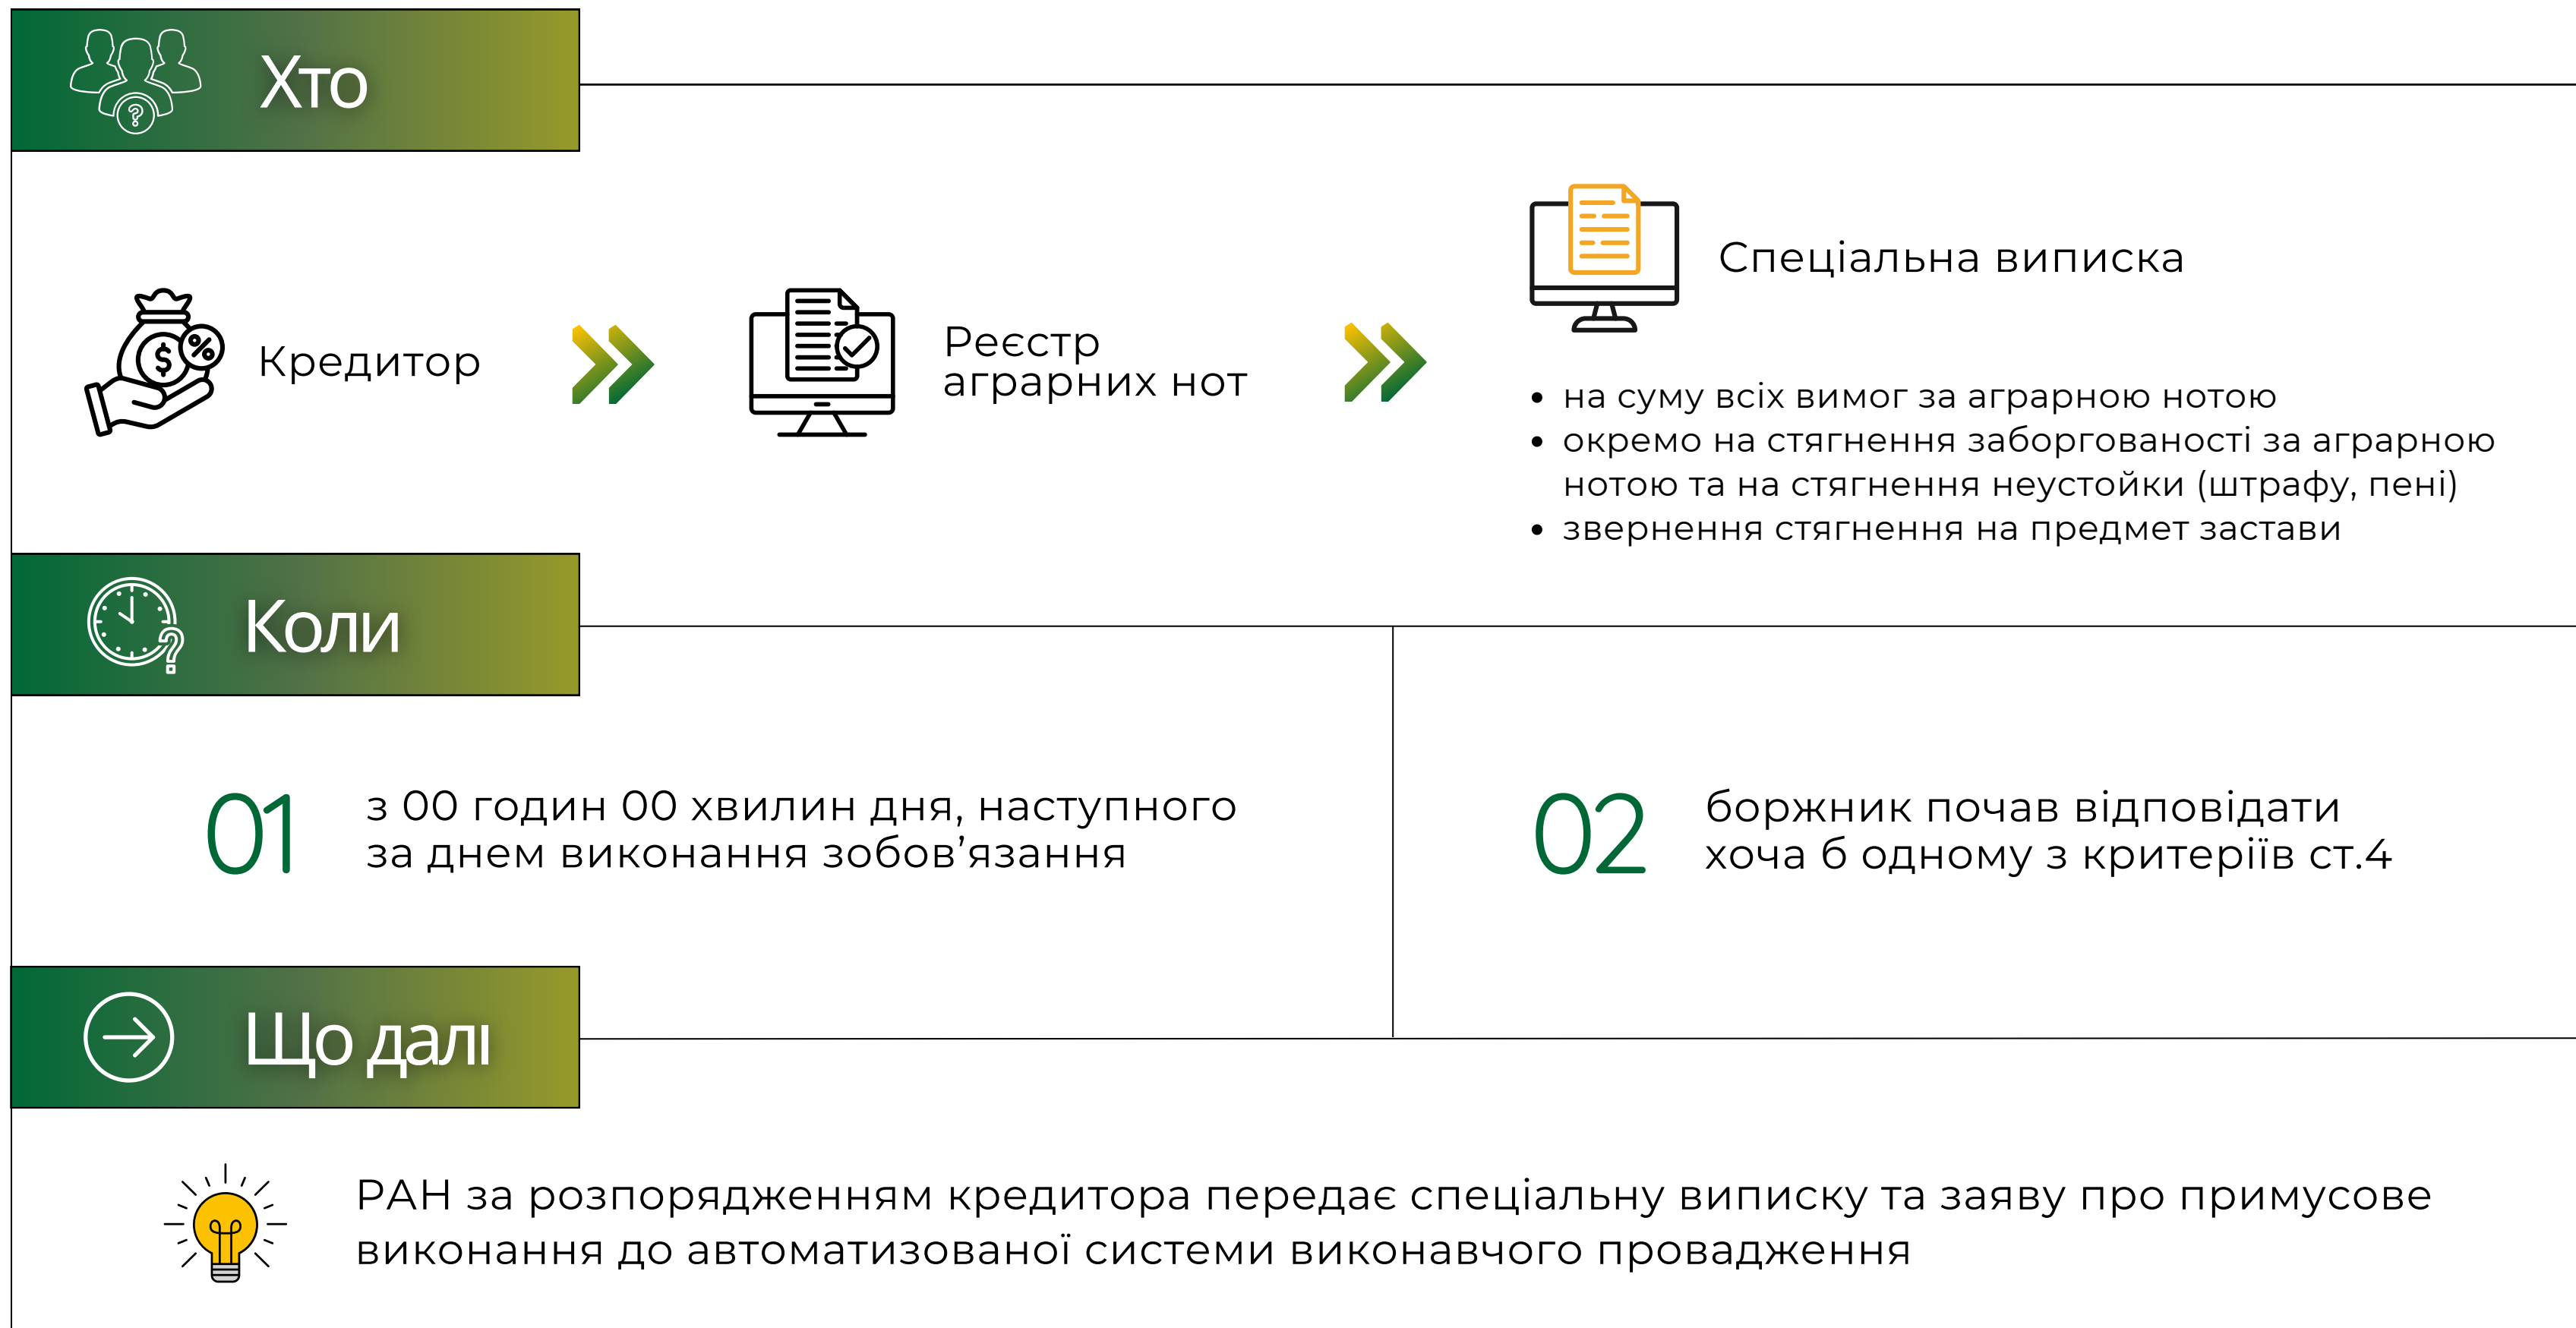 Хто
Кредитор
Реєстр
аграрних нот
Спеціальна виписка
• на суму всіх вимог за аграрною нотою
• окремо на стягнення заборгованості за аграрною
нотою та на стягнення неустойки (штрафу, пені)
• звернення стягнення на предмет застави
Коли
01
з 00 годин 00 хвилин дня, наступного
за днем виконання зобов’язання
02
боржник почав відповідати
хоча б одному з критеріїв ст.4
Що далі
РАН за розпорядженням кредитора передає спеціальну виписку та заяву про примусове
виконання до автоматизованої системи виконавчого провадження